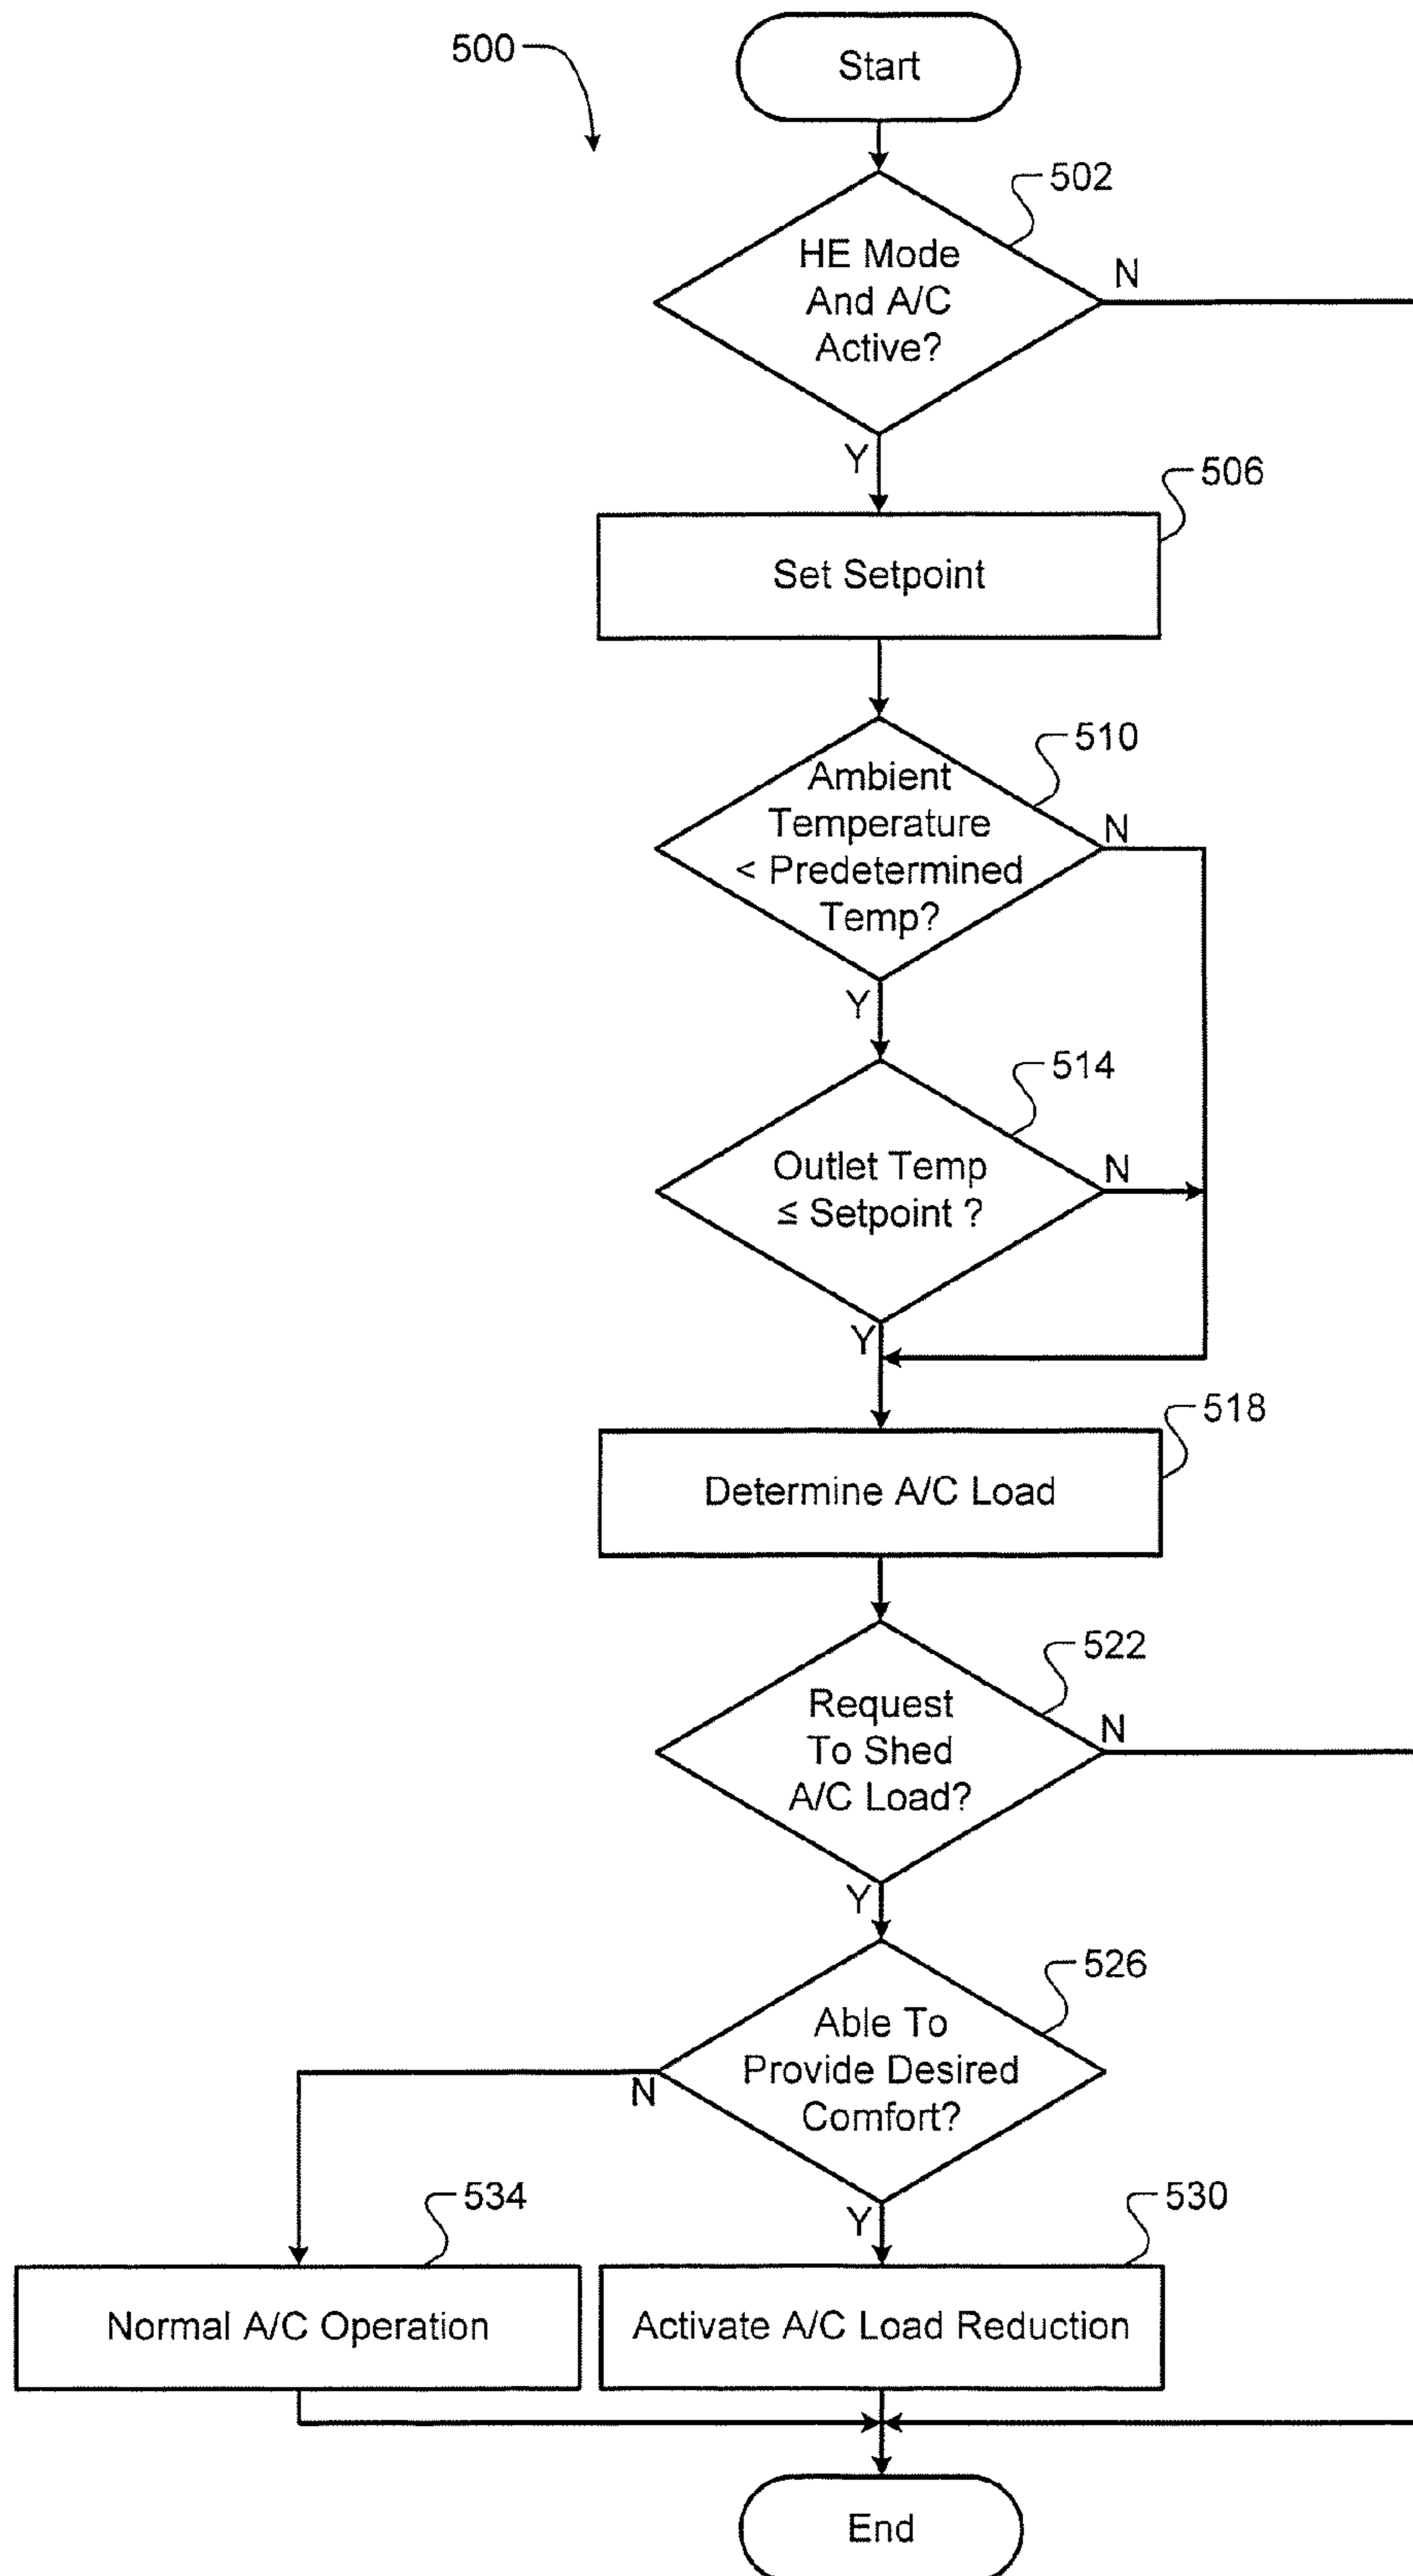 500
Start
502
HE Mode
And A/C
Active?
N
Y
506
Set Setpoint
510
Ambient
Temperature
< Predetermined
Temp?
N
Y
514
Outlet Temp
≤ Setpoint ?
N
Y
518
Determine A/C Load
522
Request
To Shed
A/C Load?
N
Y
526
Able To
Provide Desired
Comfort?
N
Y
534
530
Normal A/C Operation
Activate A/C Load Reduction
End